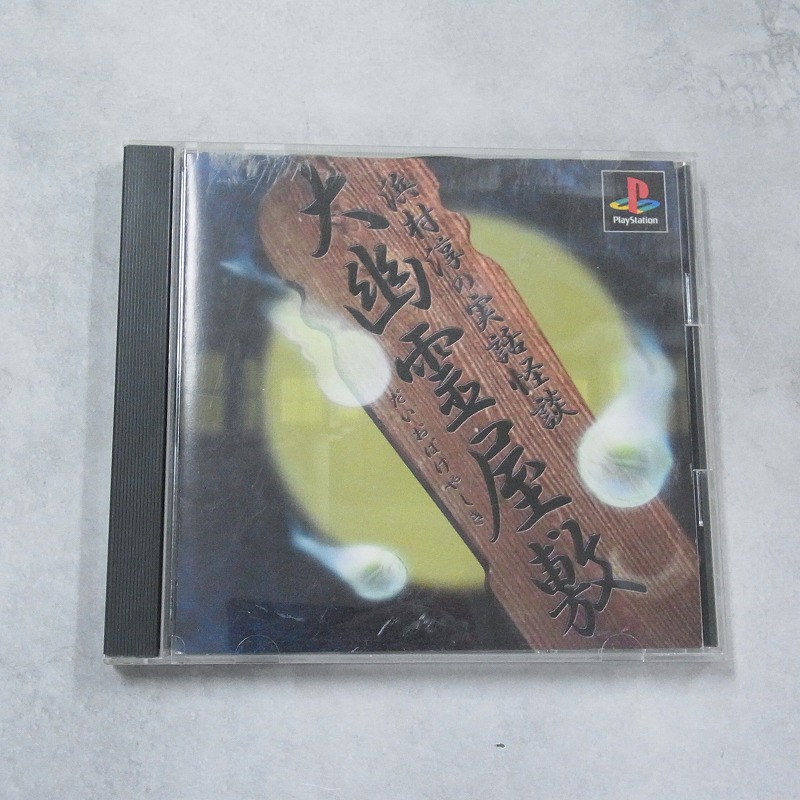 浜村淳の実話怪談
大幽霊屋敷
だいおばけやしき
PlayStation